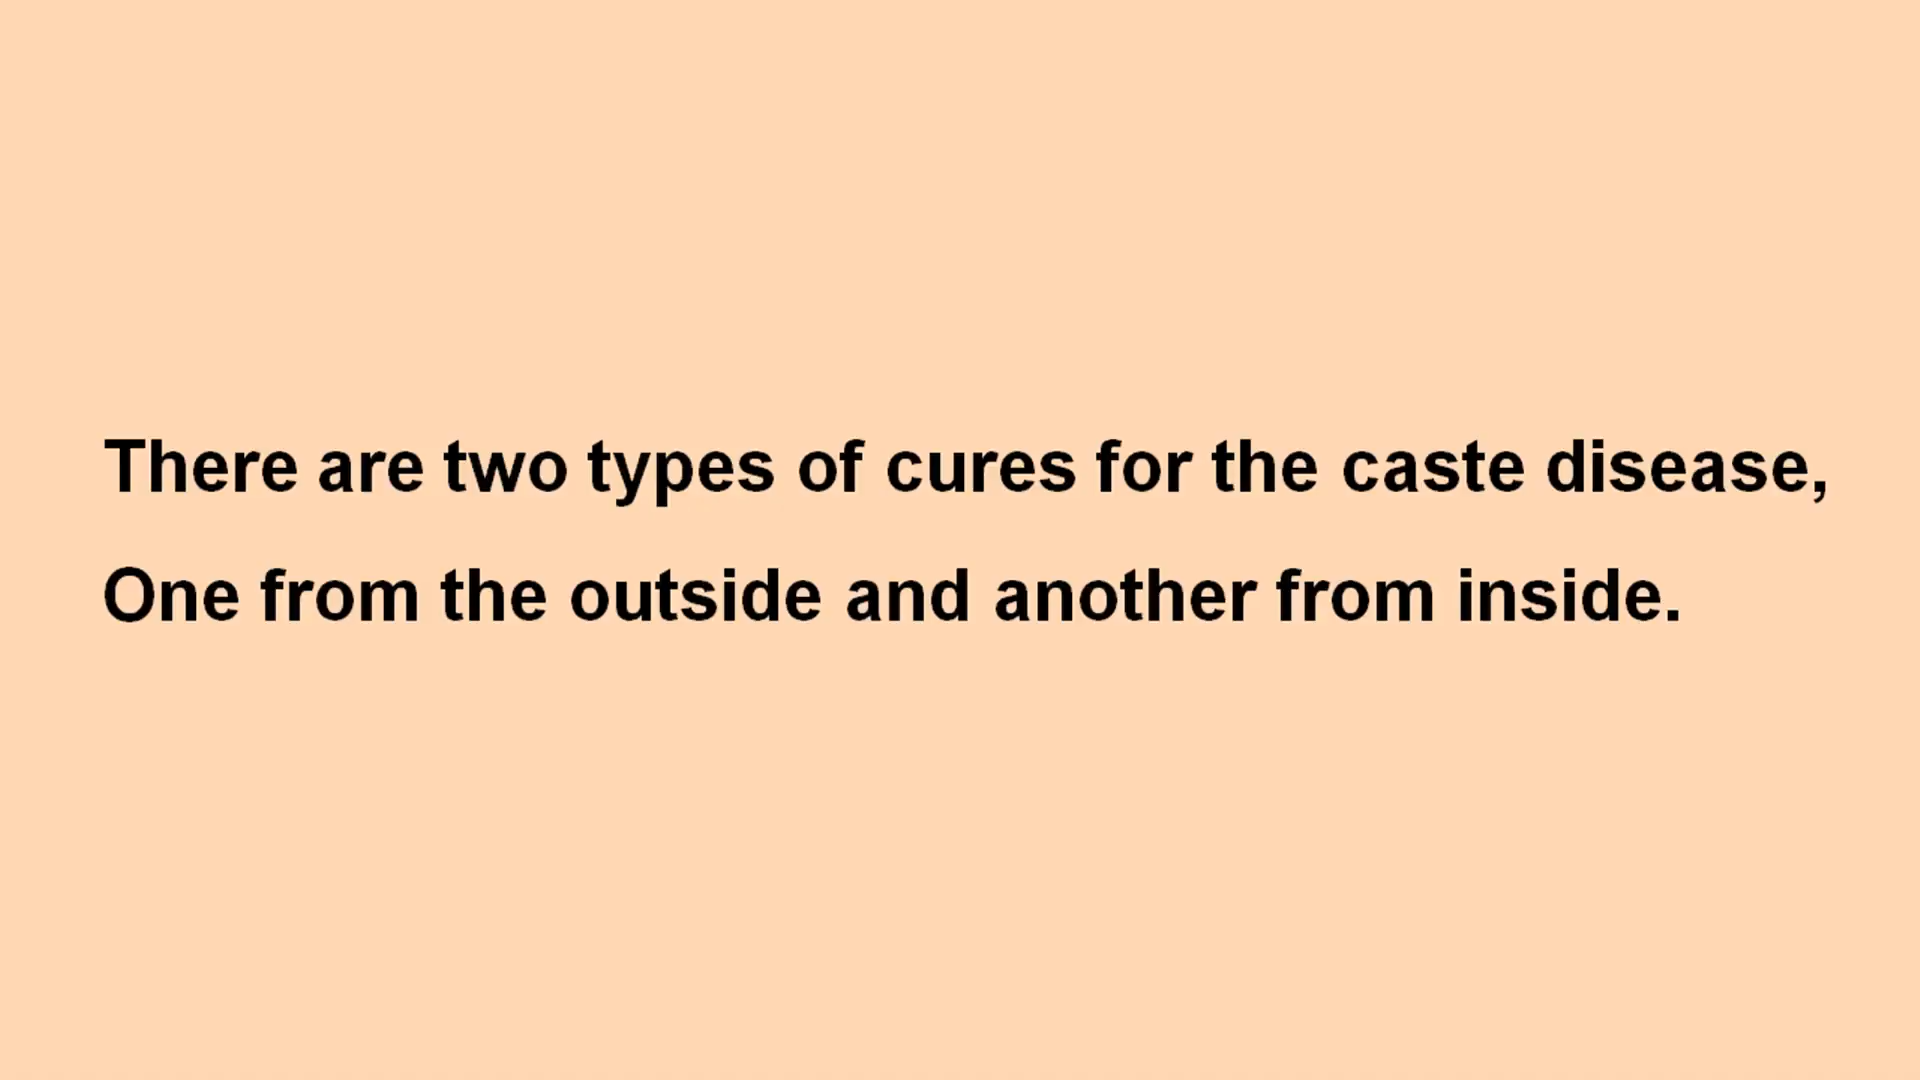 There are two types of cures for the caste disease,
One from the outside and another from inside.